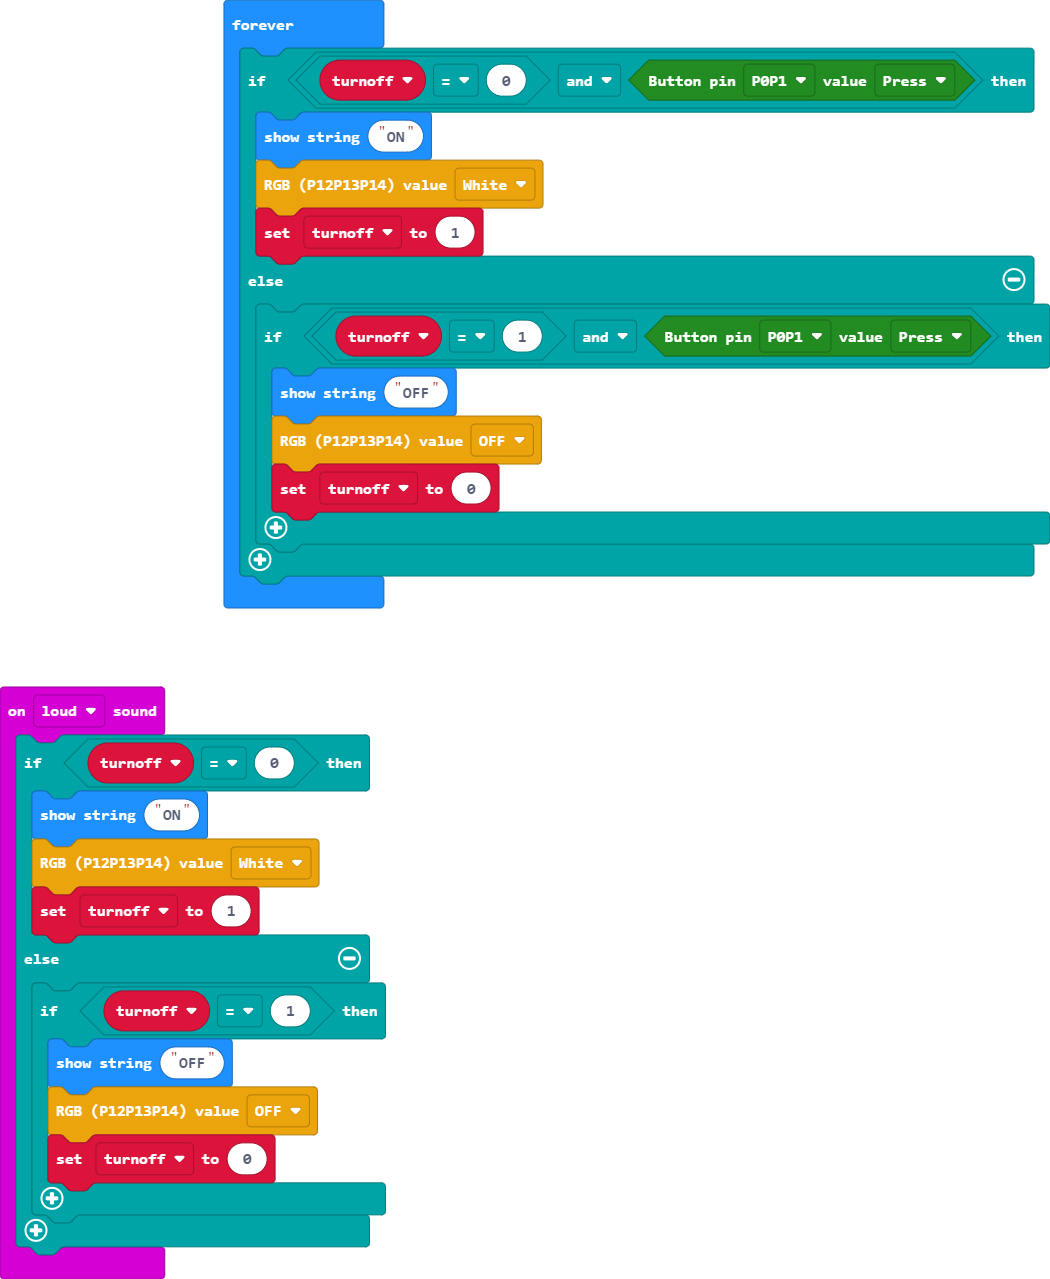 forever
if turnoff = 0 and Button pin P0P1 value Press then
show string "ON"
RGB (P12P13P14) value White
set turnoff to 1
else
if turnoff = 1 and Button pin P0P1 value Press then
show string "OFF"
RGB (P12P13P14) value OFF
set turnoff to 0
on loud sound
if turnoff = 0 then
show string "ON"
RGB (P12P13P14) value White
set turnoff to 1
else
if turnoff = 1 then
show string "OFF"
RGB (P12P13P14) value OFF
set turnoff to 0